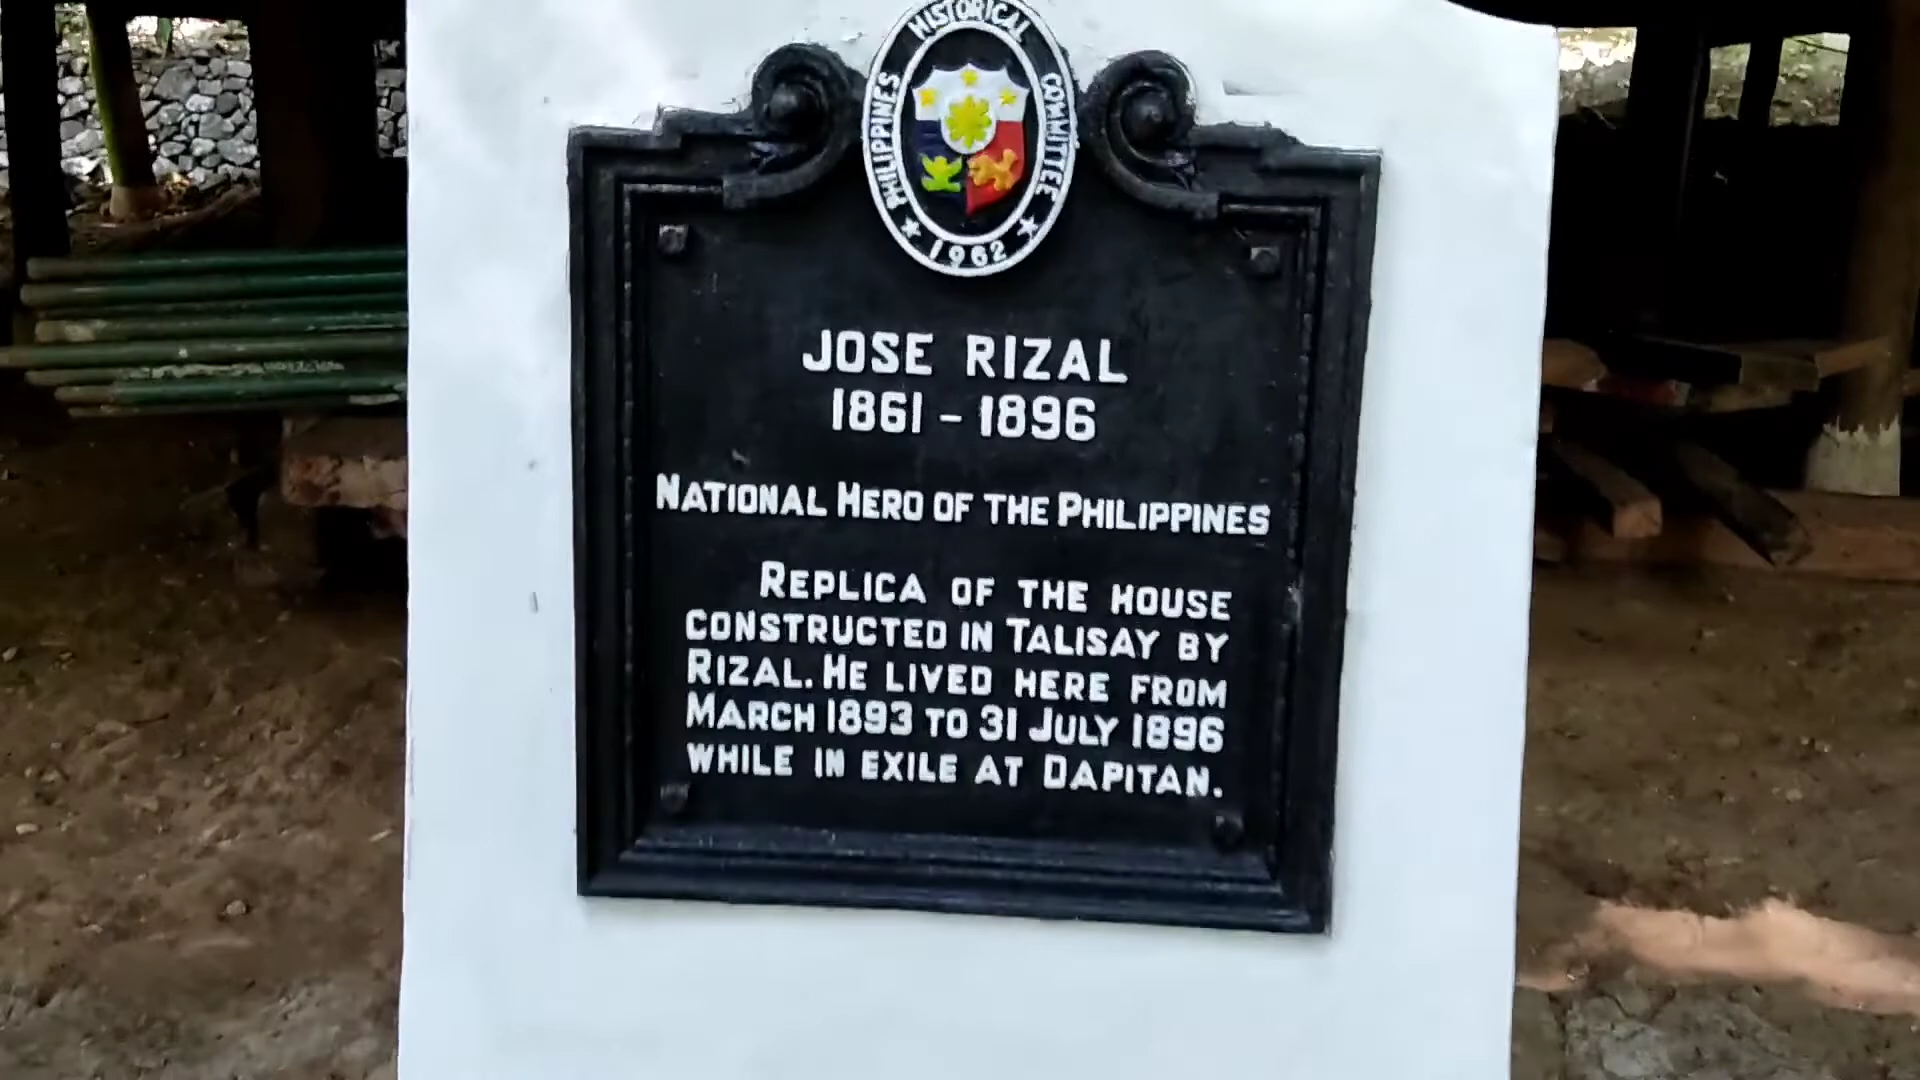 PHILIPPINES HISTORICAL COMMITTEE
1962
JOSE RIZAL
1861 - 1896
NATIONAL HERO OF THE PHILIPPINES
REPLICA OF THE HOUSE
CONSTRUCTED IN TALISAY BY
RIZAL. HE LIVED HERE FROM
MARCH 1893 TO 31 JULY 1896
WHILE IN EXILE AT DAPITAN.